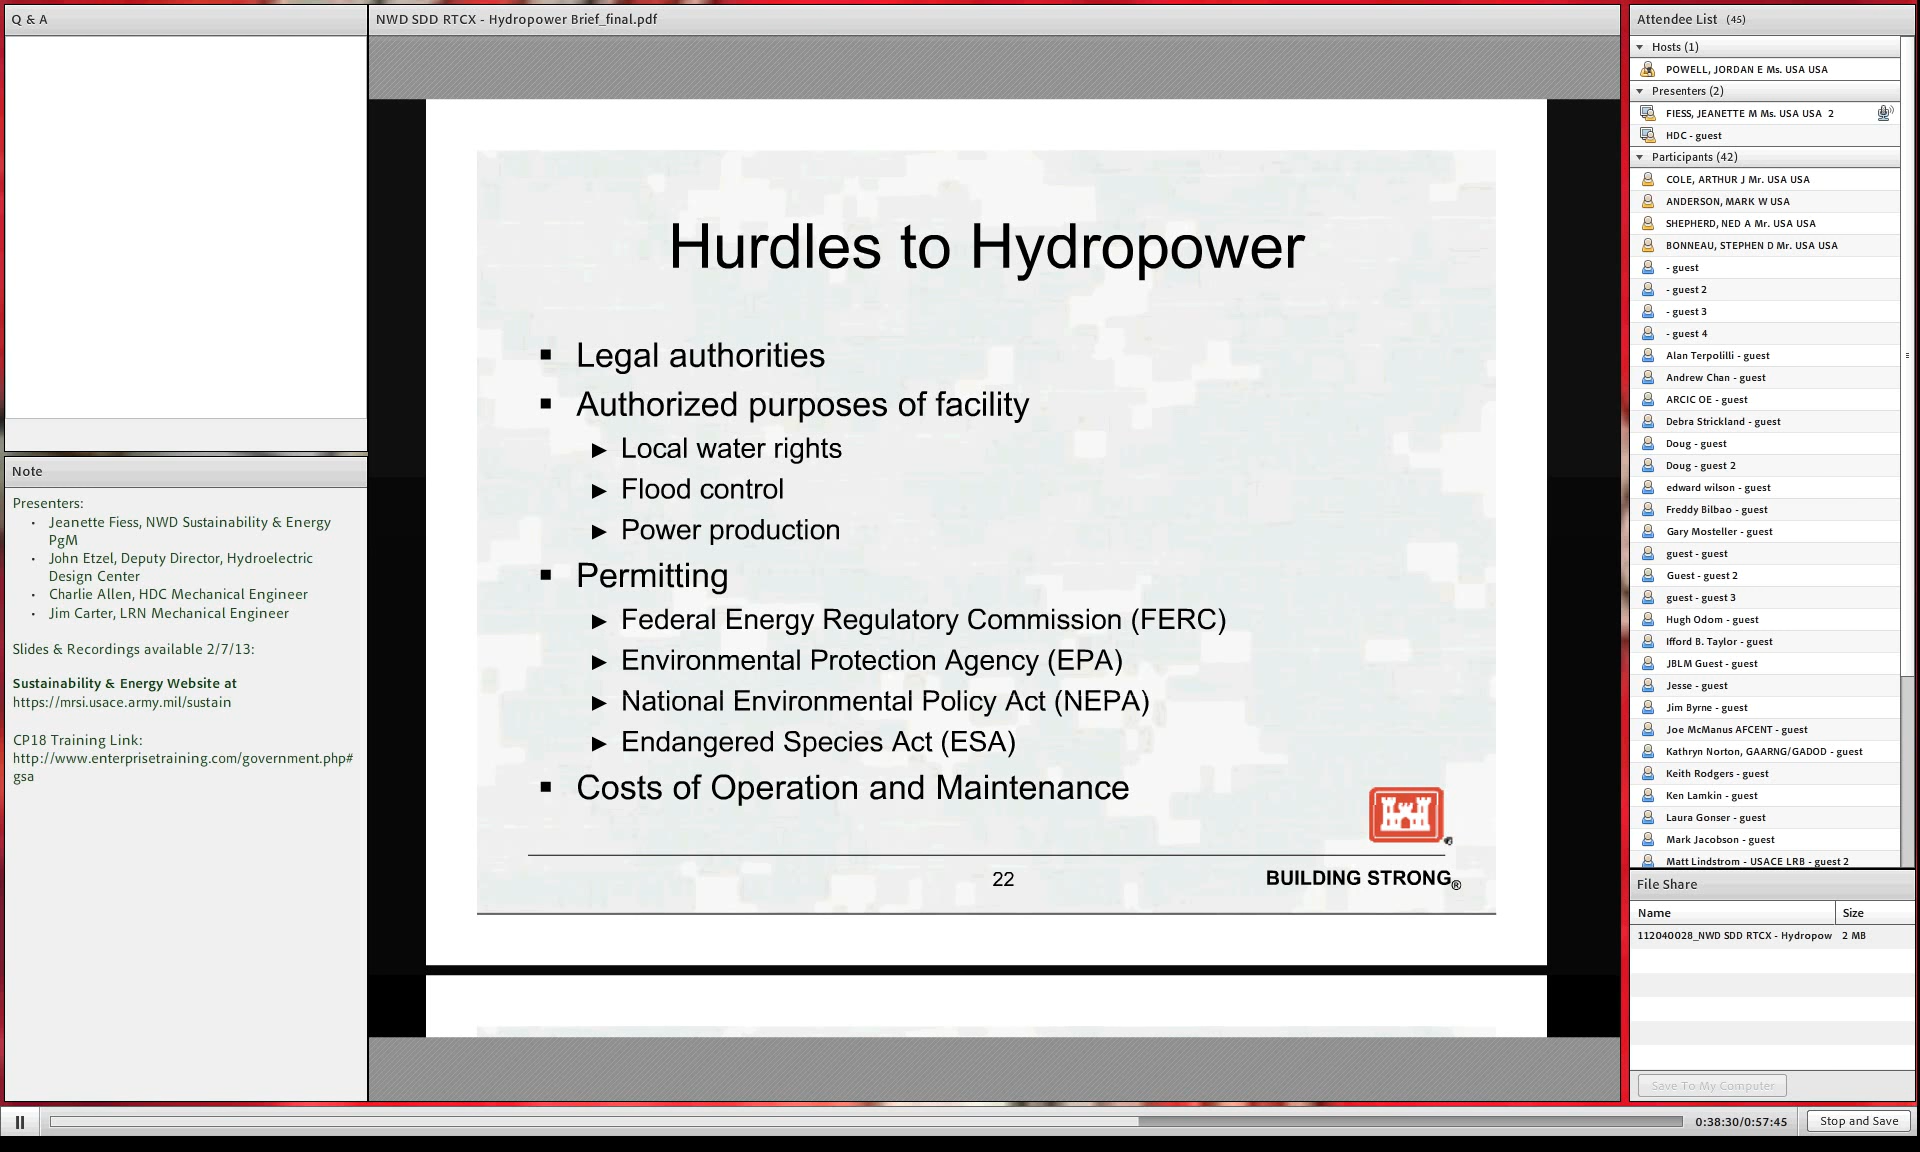 Q & A
Note
Presenters:
• Jeanette Fiess, NWD Sustainability & Energy
PgM
• John Etzel, Deputy Director, Hydroelectric
Design Center
• Charlie Allen, HDC Mechanical Engineer
• Jim Carter, LRN Mechanical Engineer
Slides & Recordings available 2/7/13:
Sustainability & Energy Website at
https://mrsi.usace.army.mil/sustain
CP18 Training Link:
http://www.enterprisetraining.com/government.php#
gsa
NWD SDD RTCX - Hydropower Brief_final.pdf
Hurdles to Hydropower
▪ Legal authorities
▪ Authorized purposes of facility
► Local water rights
► Flood control
► Power production
▪ Permitting
► Federal Energy Regulatory Commission (FERC)
► Environmental Protection Agency (EPA)
► National Environmental Policy Act (NEPA)
► Endangered Species Act (ESA)
▪ Costs of Operation and Maintenance
22
BUILDING STRONG®
Attendee List (45)
Hosts (1)
POWELL, JORDAN E Ms. USA USA
Presenters (2)
FIESS, JEANETTE M Ms. USA USA 2
HDC - guest
Participants (42)
COLE, ARTHUR J Mr. USA USA
ANDERSON, MARK W USA
SHEPHERD, NED A Mr. USA USA
BONNEAU, STEPHEN D Mr. USA USA
- guest
- guest 2
- guest 3
- guest 4
Alan Terpolilli - guest
Andrew Chan - guest
ARCIC OE - guest
Debra Strickland - guest
Doug - guest
Doug - guest 2
edward wilson - guest
Freddy Bilbao - guest
Gary Mosteller - guest
guest - guest
Guest - guest 2
guest - guest 3
Hugh Odom - guest
Ifford B. Taylor - guest
JBLM Guest - guest
Jesse - guest
Jim Byrne - guest
Joe McManus AFCENT - guest
Kathryn Norton, GAARNG/GADOD - guest
Keith Rodgers - guest
Ken Lamkin - guest
Laura Gonser - guest
Mark Jacobson - guest
Matt Lindstrom - USACE LRB - guest 2
File Share
Name Size
112040028_NWD SDD RTCX - Hydropow 2 MB
Save To My Computer
0:38:30/0:57:45
Stop and Save